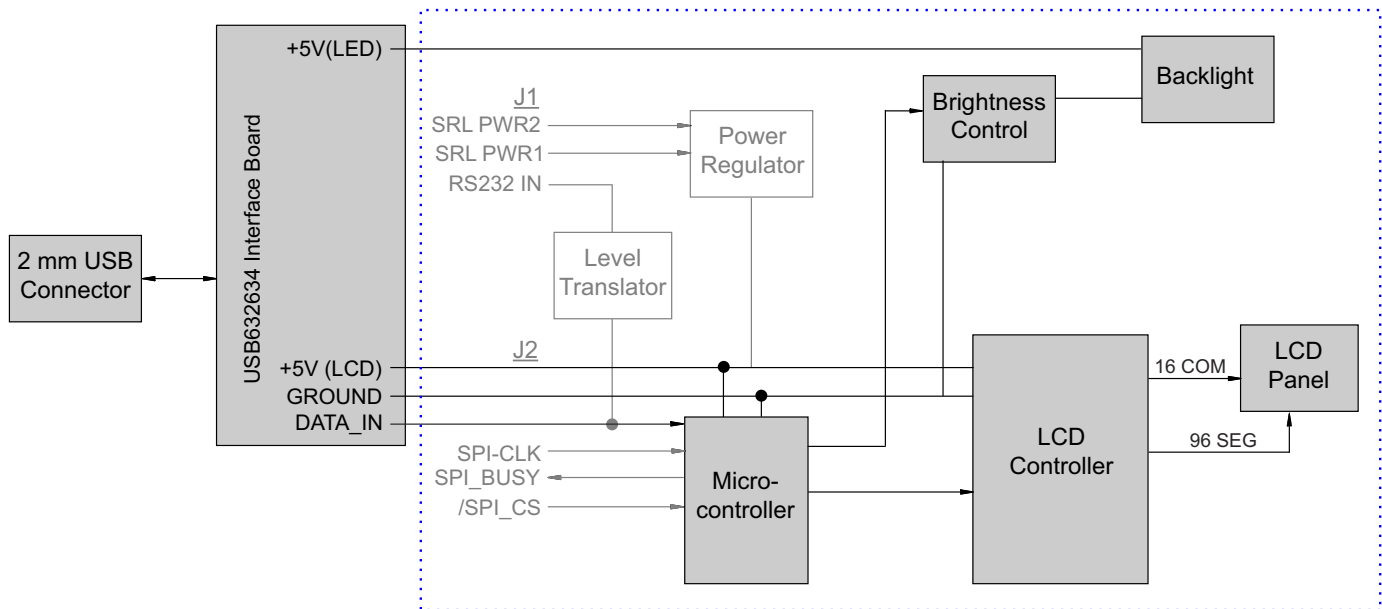 +5V(LED)
Backlight
Brightness
Control
J1
SRL PWR2
SRL PWR1
RS232 IN
Power
Regulator
USB632634 Interface Board
2 mm USB
Connector
Level
Translator
J2
+5V (LCD)
GROUND
DATA_IN
SPI-CLK
SPI_BUSY
/SPI_CS
Micro-
controller
LCD
Controller
16 COM
96 SEG
LCD
Panel